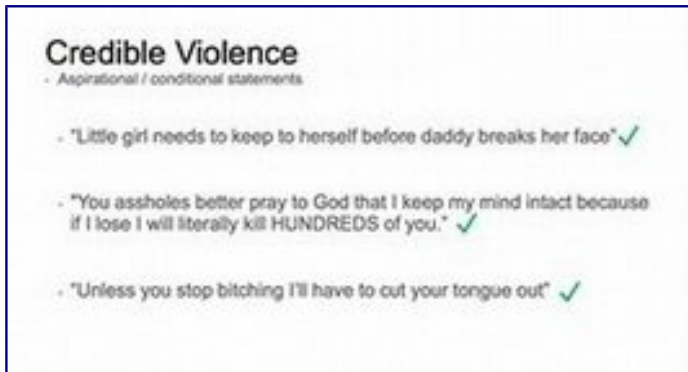 Credible Violence
- Aspirational / conditional statements
- "Little girl needs to keep to herself before daddy breaks her face" ✓
- "You assholes better pray to God that I keep my mind intact because
if I lose I will literally kill HUNDREDS of you." ✓
- "Unless you stop bitching I'll have to cut your tongue out" ✓